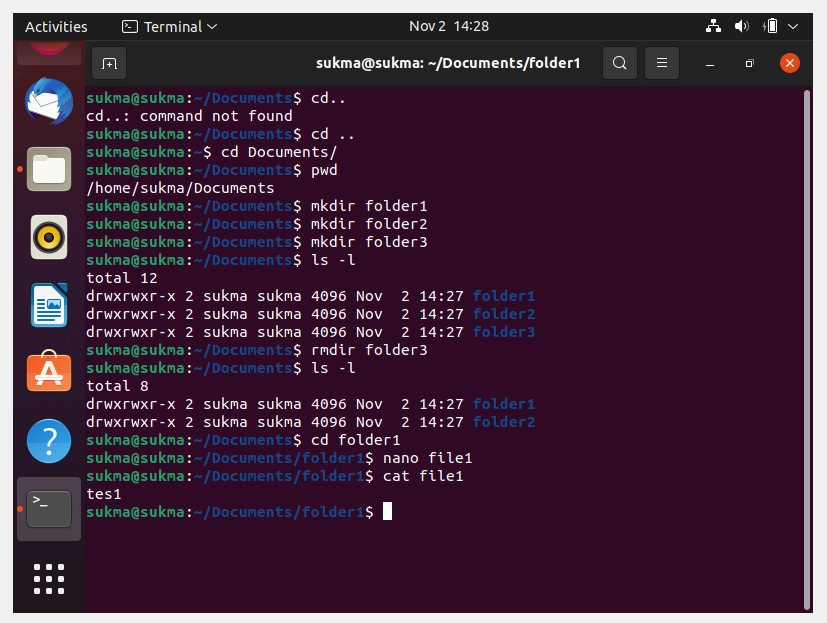 Activities
Terminal
Nov 2 14:28
sukma@sukma: ~/Documents/folder1
sukma@sukma:~/Documents$ cd..
cd..: command not found
sukma@sukma:~/Documents$ cd ..
sukma@sukma:~$ cd Documents/
sukma@sukma:~/Documents$ pwd
/home/sukma/Documents
sukma@sukma:~/Documents$ mkdir folder1
sukma@sukma:~/Documents$ mkdir folder2
sukma@sukma:~/Documents$ mkdir folder3
sukma@sukma:~/Documents$ ls -l
total 12
drwxrwxr-x 2 sukma sukma 4096 Nov  2 14:27 folder1
drwxrwxr-x 2 sukma sukma 4096 Nov  2 14:27 folder2
drwxrwxr-x 2 sukma sukma 4096 Nov  2 14:27 folder3
sukma@sukma:~/Documents$ rmdir folder3
sukma@sukma:~/Documents$ ls -l
total 8
drwxrwxr-x 2 sukma sukma 4096 Nov  2 14:27 folder1
drwxrwxr-x 2 sukma sukma 4096 Nov  2 14:27 folder2
sukma@sukma:~/Documents$ cd folder1
sukma@sukma:~/Documents/folder1$ nano file1
sukma@sukma:~/Documents/folder1$ cat file1
tes1
sukma@sukma:~/Documents/folder1$